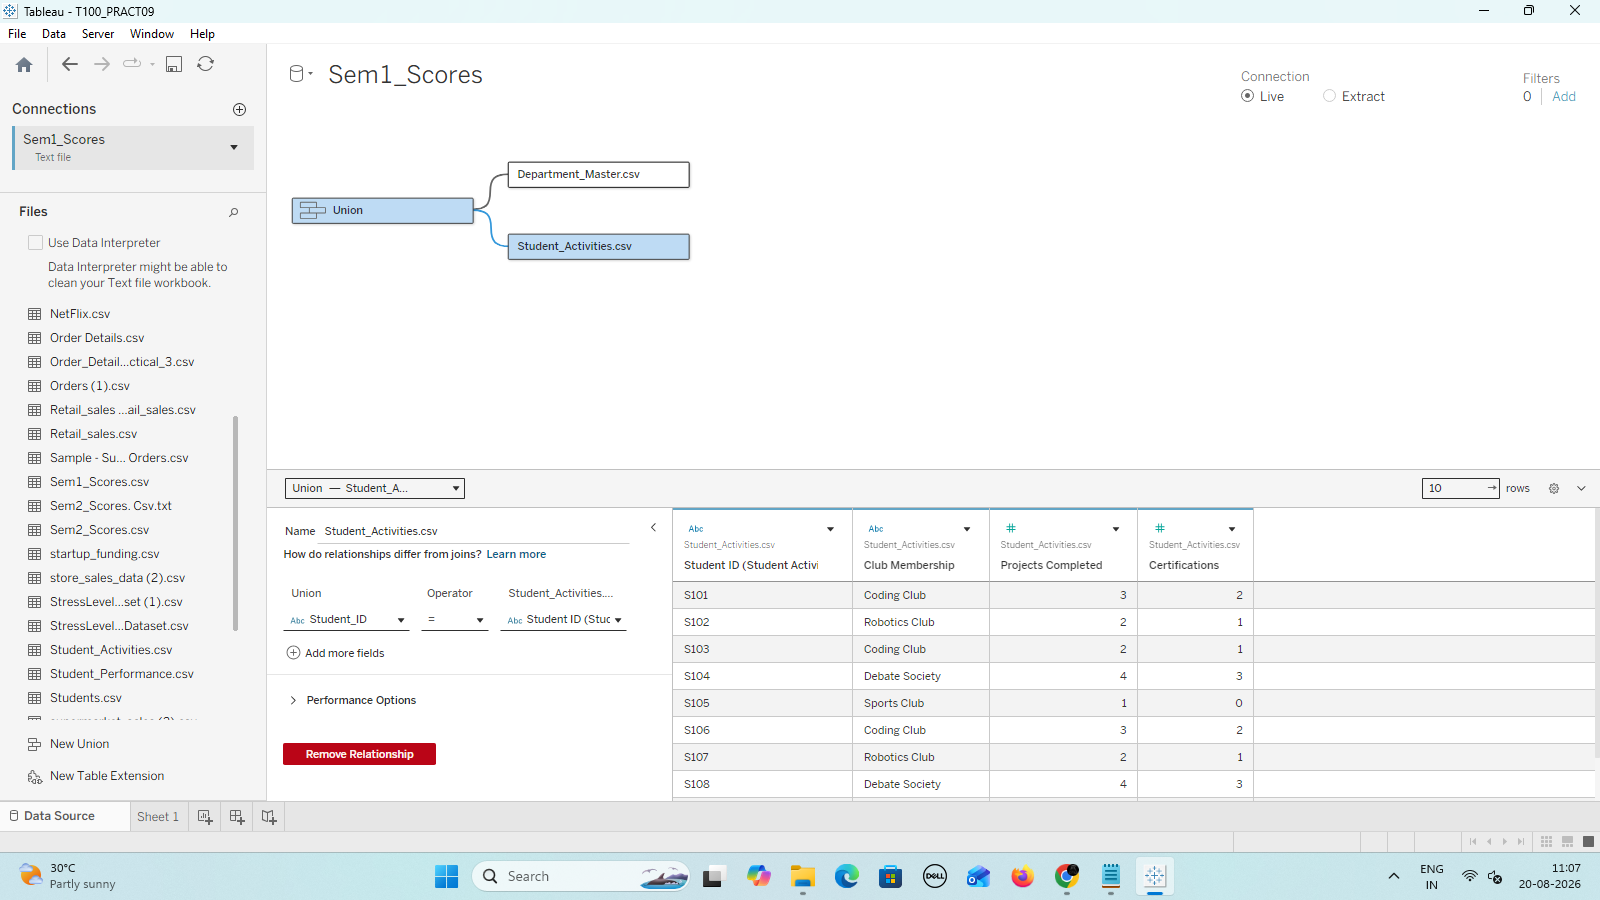 Tableau - T100_PRACT09
File Data Server Window Help
Connections
Sem1_Scores
Text file
Files
Use Data Interpreter
Data Interpreter might be able to
clean your Text file workbook.
NetFlix.csv
Order Details.csv
Order_Detail...ctical_3.csv
Orders (1).csv
Retail_sales ...ail_sales.csv
Retail_sales.csv
Sample - Su... Orders.csv
Sem1_Scores.csv
Sem2_Scores. Csv.txt
Sem2_Scores.csv
startup_funding.csv
store_sales_data (2).csv
StressLevel...set (1).csv
StressLevel...Dataset.csv
Student_Activities.csv
Student_Performance.csv
Students.csv
New Union
New Table Extension
Sem1_Scores
Connection
Live Extract
Filters
0 Add
Department_Master.csv
Union
Student_Activities.csv
Union — Student_A...
10 → rows
Name Student_Activities.csv
How do relationships differ from joins? Learn more
Union Operator Student_Activities....
Abc Student_ID = Abc Student ID (Stuc
Add more fields
Performance Options
Remove Relationship
Abc Abc # #
Student_Activities.csv Student_Activities.csv Student_Activities.csv Student_Activities.csv
Student ID (Student Activi Club Membership Projects Completed Certifications
S101 Coding Club 3 2
S102 Robotics Club 2 1
S103 Coding Club 2 1
S104 Debate Society 4 3
S105 Sports Club 1 0
S106 Coding Club 3 2
S107 Robotics Club 2 1
S108 Debate Society 4 3
Data Source Sheet 1
30°C
Partly sunny
Search
DELL
ENG
IN
11:07
20-08-2026